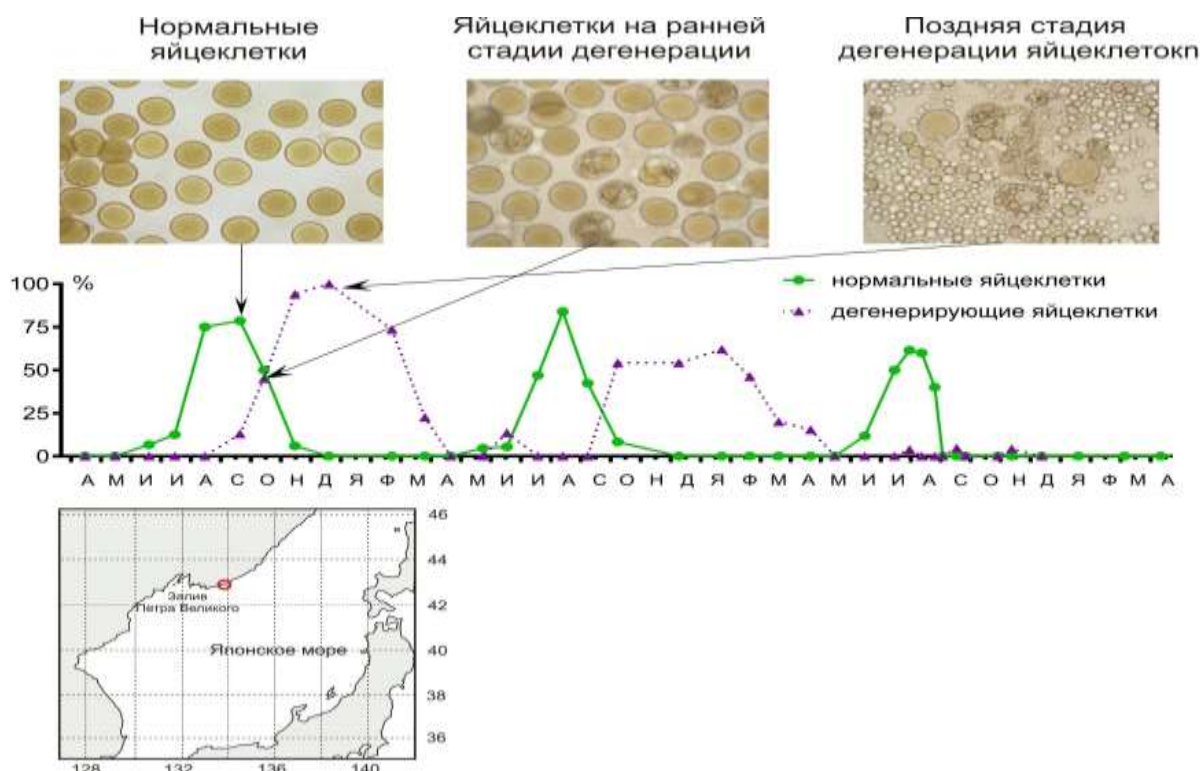 Нормальные
яйцеклетки
Яйцеклетки на ранней
стадии дегенерации
Поздняя стадия
дегенерации яйцеклетокп
100 %
75
50
25
0
нормальные яйцеклетки
дегенерирующие яйцеклетки
А М И И А С О Н Д Я Ф М А М И И А С О Н Д Я Ф М А М И И А С О Н Д Я Ф М А
46
44
42
40
38
36
Залив
Петра Великого
Японское море
128 132 136 140